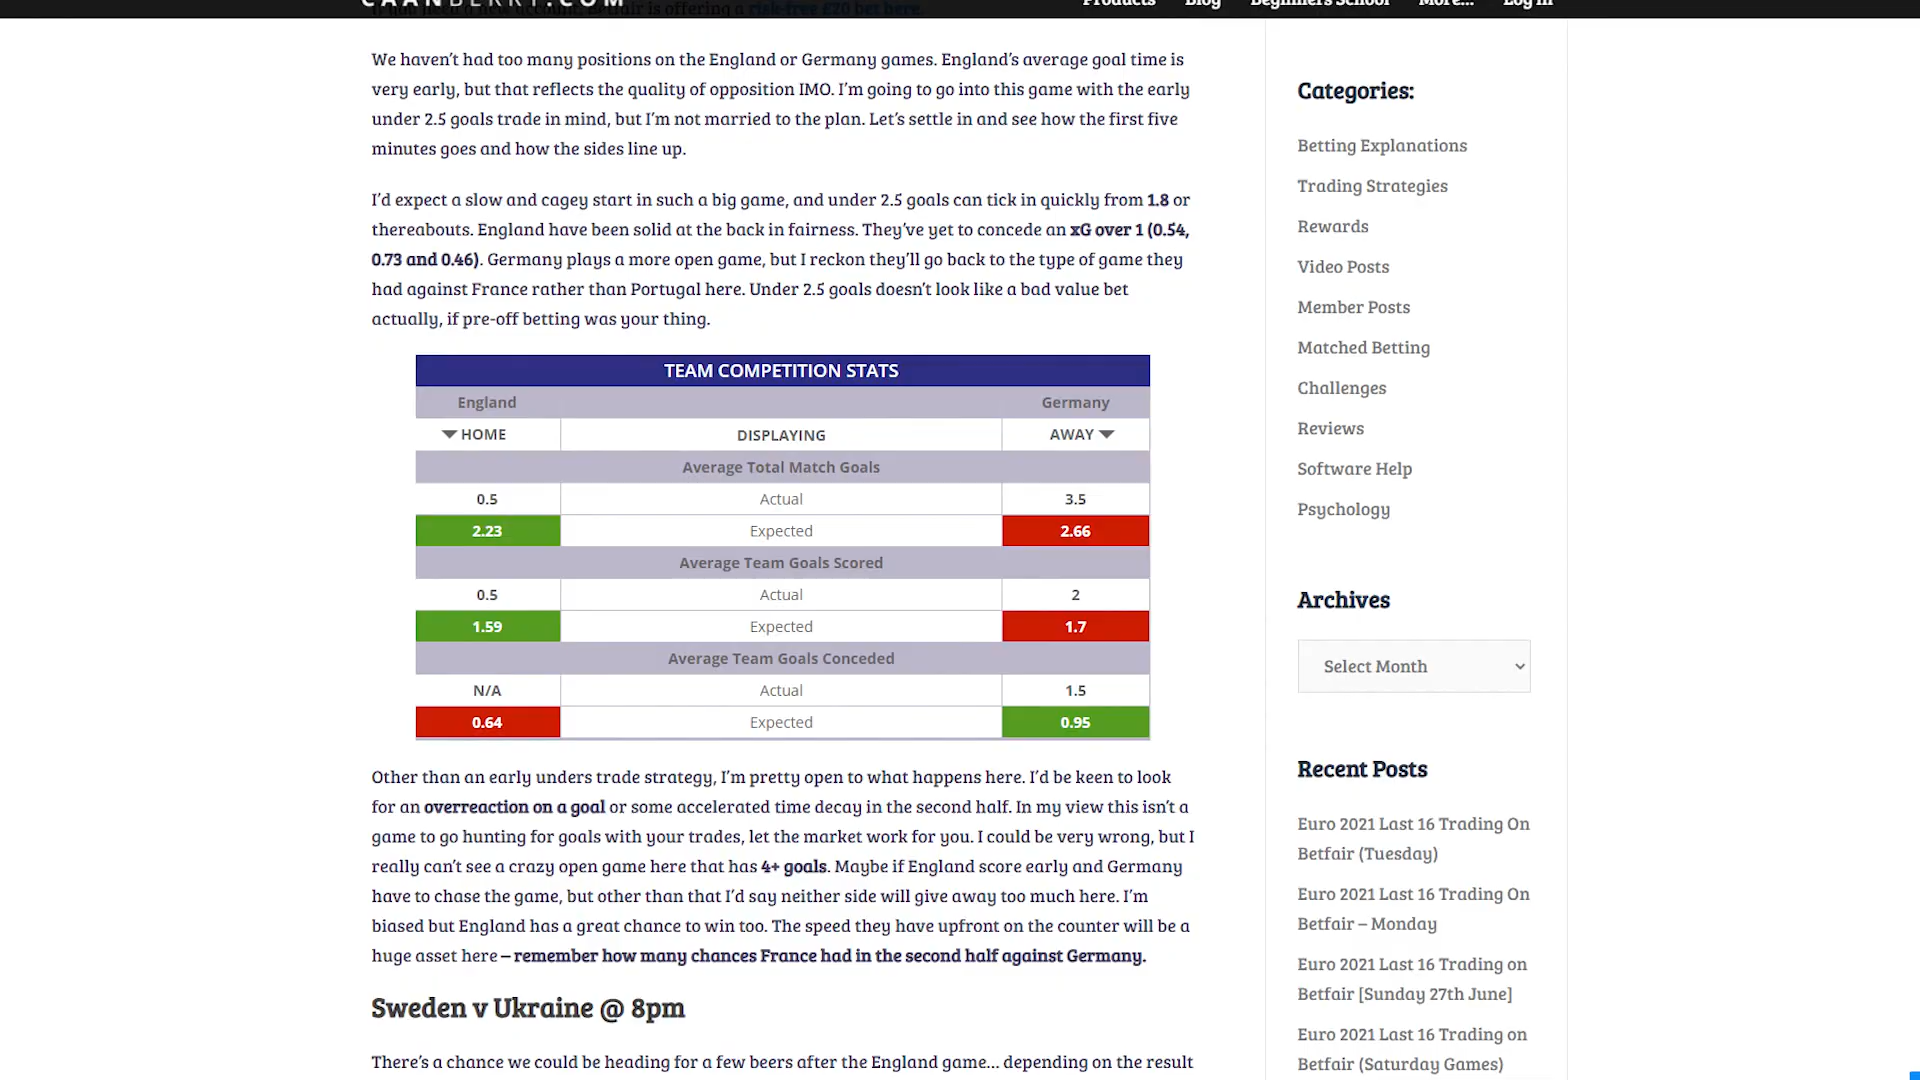 CAANBERRY.COM
Products Blog Beginners School More... Log In
If you need a new account, Betfair is offering a risk-free £20 bet here.
We haven't had too many positions on the England or Germany games. England's average goal time is
very early, but that reflects the quality of opposition IMO. I'm going to go into this game with the early
under 2.5 goals trade in mind, but I'm not married to the plan. Let's settle in and see how the first five
minutes goes and how the sides line up.
I'd expect a slow and cagey start in such a big game, and under 2.5 goals can tick in quickly from 1.8 or
thereabouts. England have been solid at the back in fairness. They've yet to concede an xG over 1 (0.54,
0.73 and 0.46). Germany plays a more open game, but I reckon they'll go back to the type of game they
had against France rather than Portugal here. Under 2.5 goals doesn't look like a bad value bet
actually, if pre-off betting was your thing.
TEAM COMPETITION STATS
England Germany
HOME DISPLAYING AWAY
Average Total Match Goals
0.5 Actual 3.5
2.23 Expected 2.66
Average Team Goals Scored
0.5 Actual 2
1.59 Expected 1.7
Average Team Goals Conceded
N/A Actual 1.5
0.64 Expected 0.95
Other than an early unders trade strategy, I'm pretty open to what happens here. I'd be keen to look
for an overreaction on a goal or some accelerated time decay in the second half. In my view this isn't a
game to go hunting for goals with your trades, let the market work for you. I could be very wrong, but I
really can't see a crazy open game here that has 4+ goals. Maybe if England score early and Germany
have to chase the game, but other than that I'd say neither side will give away too much here. I'm
biased but England has a great chance to win too. The speed they have upfront on the counter will be a
huge asset here – remember how many chances France had in the second half against Germany.
Sweden v Ukraine @ 8pm
There's a chance we could be heading for a few beers after the England game... depending on the result
Categories:
Betting Explanations
Trading Strategies
Rewards
Video Posts
Member Posts
Matched Betting
Challenges
Reviews
Software Help
Psychology
Archives
Select Month
Recent Posts
Euro 2021 Last 16 Trading On
Betfair (Tuesday)
Euro 2021 Last 16 Trading On
Betfair – Monday
Euro 2021 Last 16 Trading on
Betfair [Sunday 27th June]
Euro 2021 Last 16 Trading on
Betfair (Saturday Games)